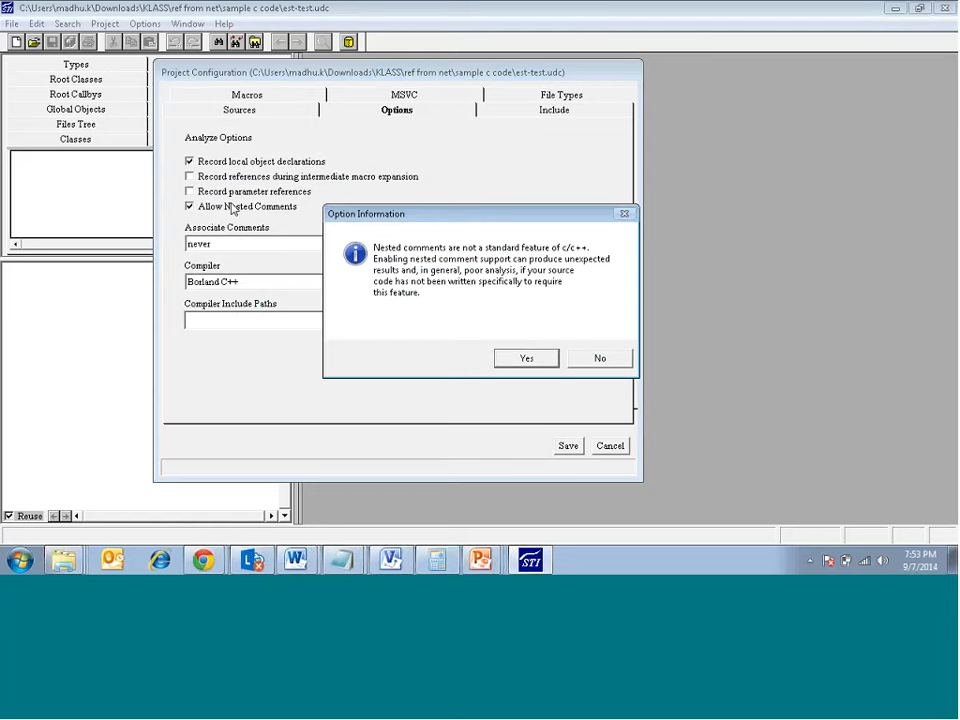 C:\Users\madhu.k\Downloads\KLASS\ref from net\sample c code\est-test.udc
File Edit Search Project Options Window Help
Types
Root Classes
Root Callbys
Global Objects
Files Tree
Classes
Project Configuration (C:\Users\madhu.k\Downloads\KLASS\ref from net\sample c code\est-test.udc)
Macros MSVC File Types
Sources Options Include
Analyze Options
Record local object declarations
Record references during intermediate macro expansion
Record parameter references
Allow Nested Comments
Associate Comments
never
Compiler
Borland C++
Compiler Include Paths
Option Information
Nested comments are not a standard feature of c/c++.
Enabling nested comment support can produce unexpected
results and, in general, poor analysis, if your source
code has not been written specifically to require
this feature.
Yes No
Save Cancel
Reuse
STI
7:53 PM
9/7/2014